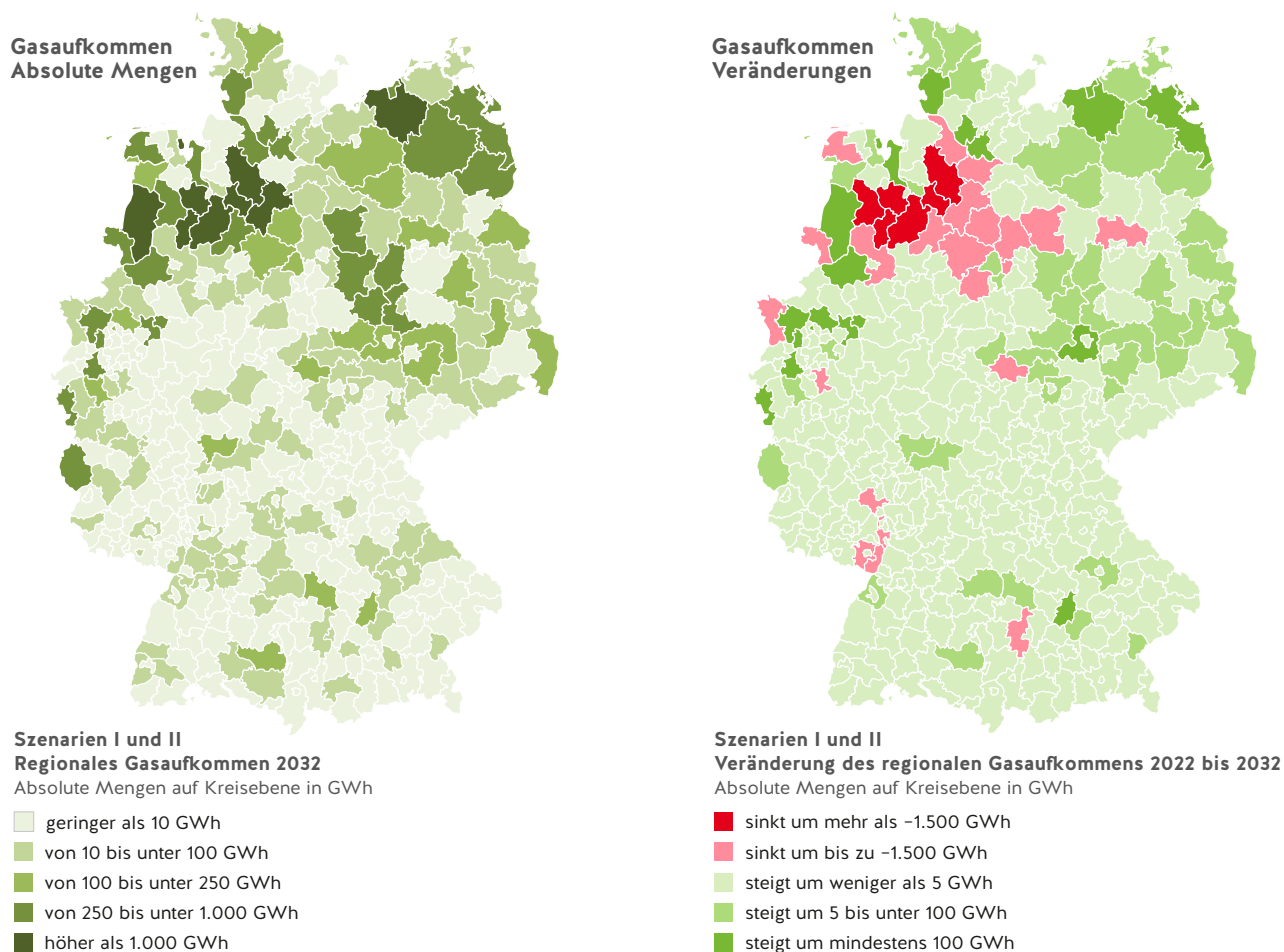 Gasaufkommen
Absolute Mengen
Szenarien I und II
Regionales Gasaufkommen 2032
Absolute Mengen auf Kreisebene in GWh
geringer als 10 GWh
von 10 bis unter 100 GWh
von 100 bis unter 250 GWh
von 250 bis unter 1.000 GWh
höher als 1.000 GWh
Gasaufkommen
Veränderungen
Szenarien I und II
Veränderung des regionalen Gasaufkommens 2022 bis 2032
Absolute Mengen auf Kreisebene in GWh
sinkt um mehr als −1.500 GWh
sinkt um bis zu −1.500 GWh
steigt um weniger als 5 GWh
steigt um 5 bis unter 100 GWh
steigt um mindestens 100 GWh